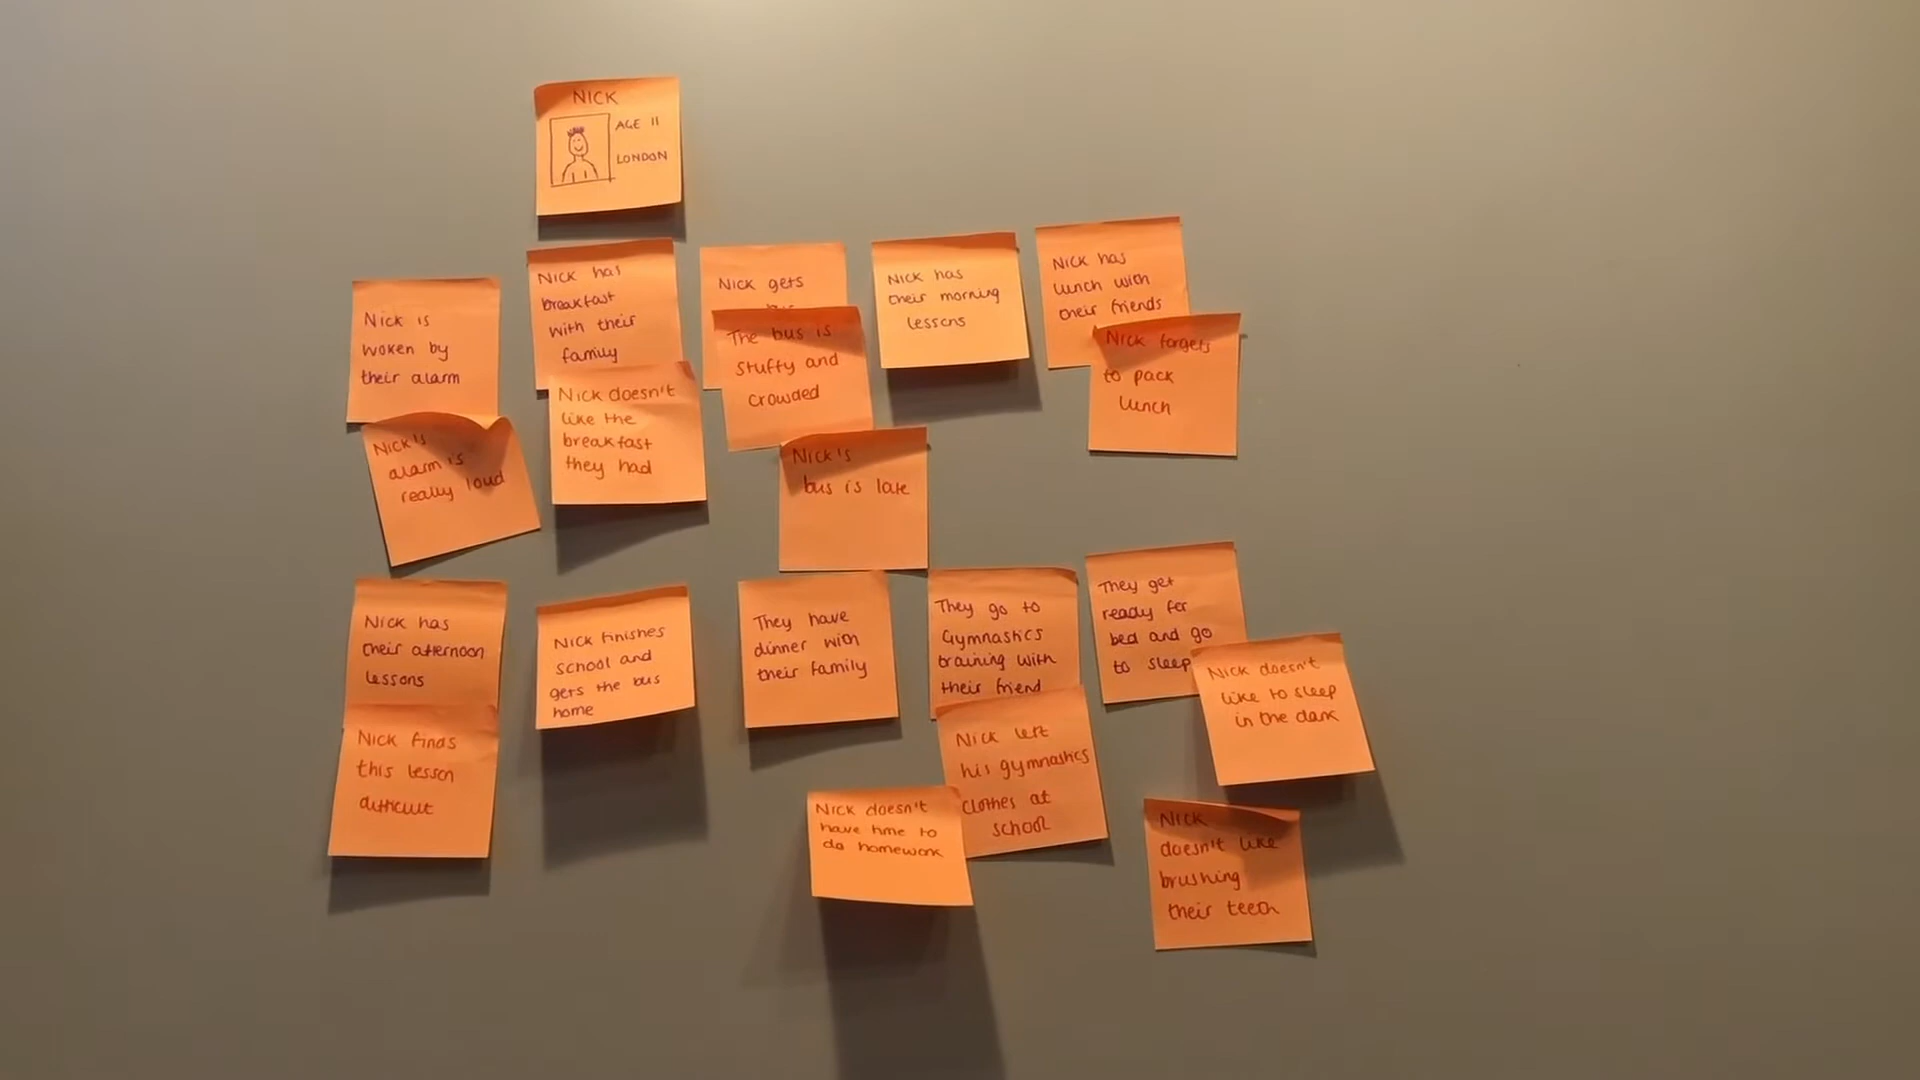 NICK
AGE 11
LONDON
Nick is
woken by
their alarm
Nick's
alarm is
really loud
Nick has
breakfast
with their
family
Nick doesn't
like the
breakfast
they had
Nick gets
The bus is
stuffy and
crowded
Nick's
bus is late
Nick has
their morning
lessons
Nick has
lunch with
their friends
Nick forgets
to pack
lunch
Nick has
their afternoon
lessons
Nick finds
this lesson
difficult
Nick finishes
school and
gets the bus
home
They have
dinner with
their family
They go to
Gymnastics
training with
their friend
Nick left
his gymnastics
clothes at
school
Nick doesn't
have time to
do homework
They get
ready for
bed and go
to sleep
Nick doesn't
like to sleep
in the dark
Nick
doesn't like
brushing
their teeth